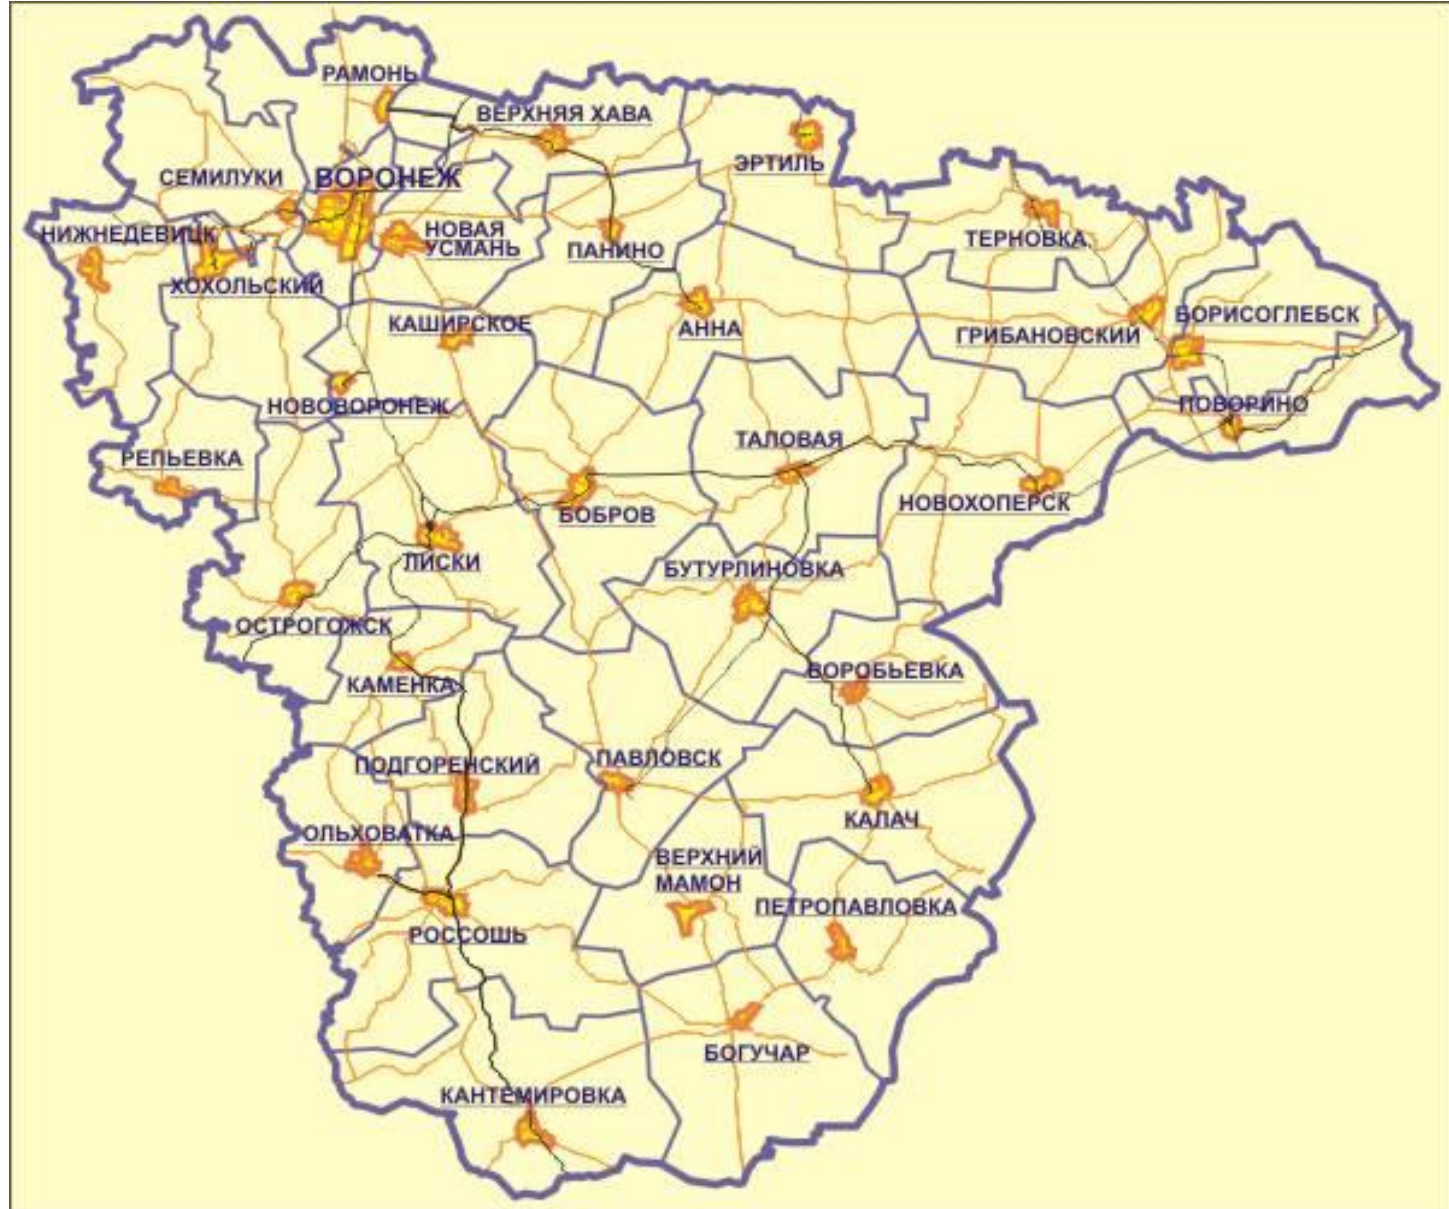 РАМОНЬ
ВЕРХНЯЯ ХАВА
ЭРТИЛЬ
СЕМИЛУКИ
ВОРОНЕЖ
НИЖНЕДЕВИЦК
НОВАЯ
УСМАНЬ
ПАНИНО
ТЕРНОВКА
ХОХОЛЬСКИЙ
КАШИРСКОЕ
АННА
ГРИБАНОВСКИЙ
БОРИСОГЛЕБСК
НОВОВОРОНЕЖ
ПОВОРИНО
ТАЛОВАЯ
РЕПЬЕВКА
БОБРОВ
НОВОХОПЕРСК
ЛИСКИ
БУТУРЛИНОВКА
ОСТРОГОЖСК
КАМЕНКА
ВОРОБЬЕВКА
ПОДГОРЕНСКИЙ
ПАВЛОВСК
КАЛАЧ
ОЛЬХОВАТКА
ВЕРХНИЙ
МАМОН
ПЕТРОПАВЛОВКА
РОССОШЬ
БОГУЧАР
КАНТЕМИРОВКА